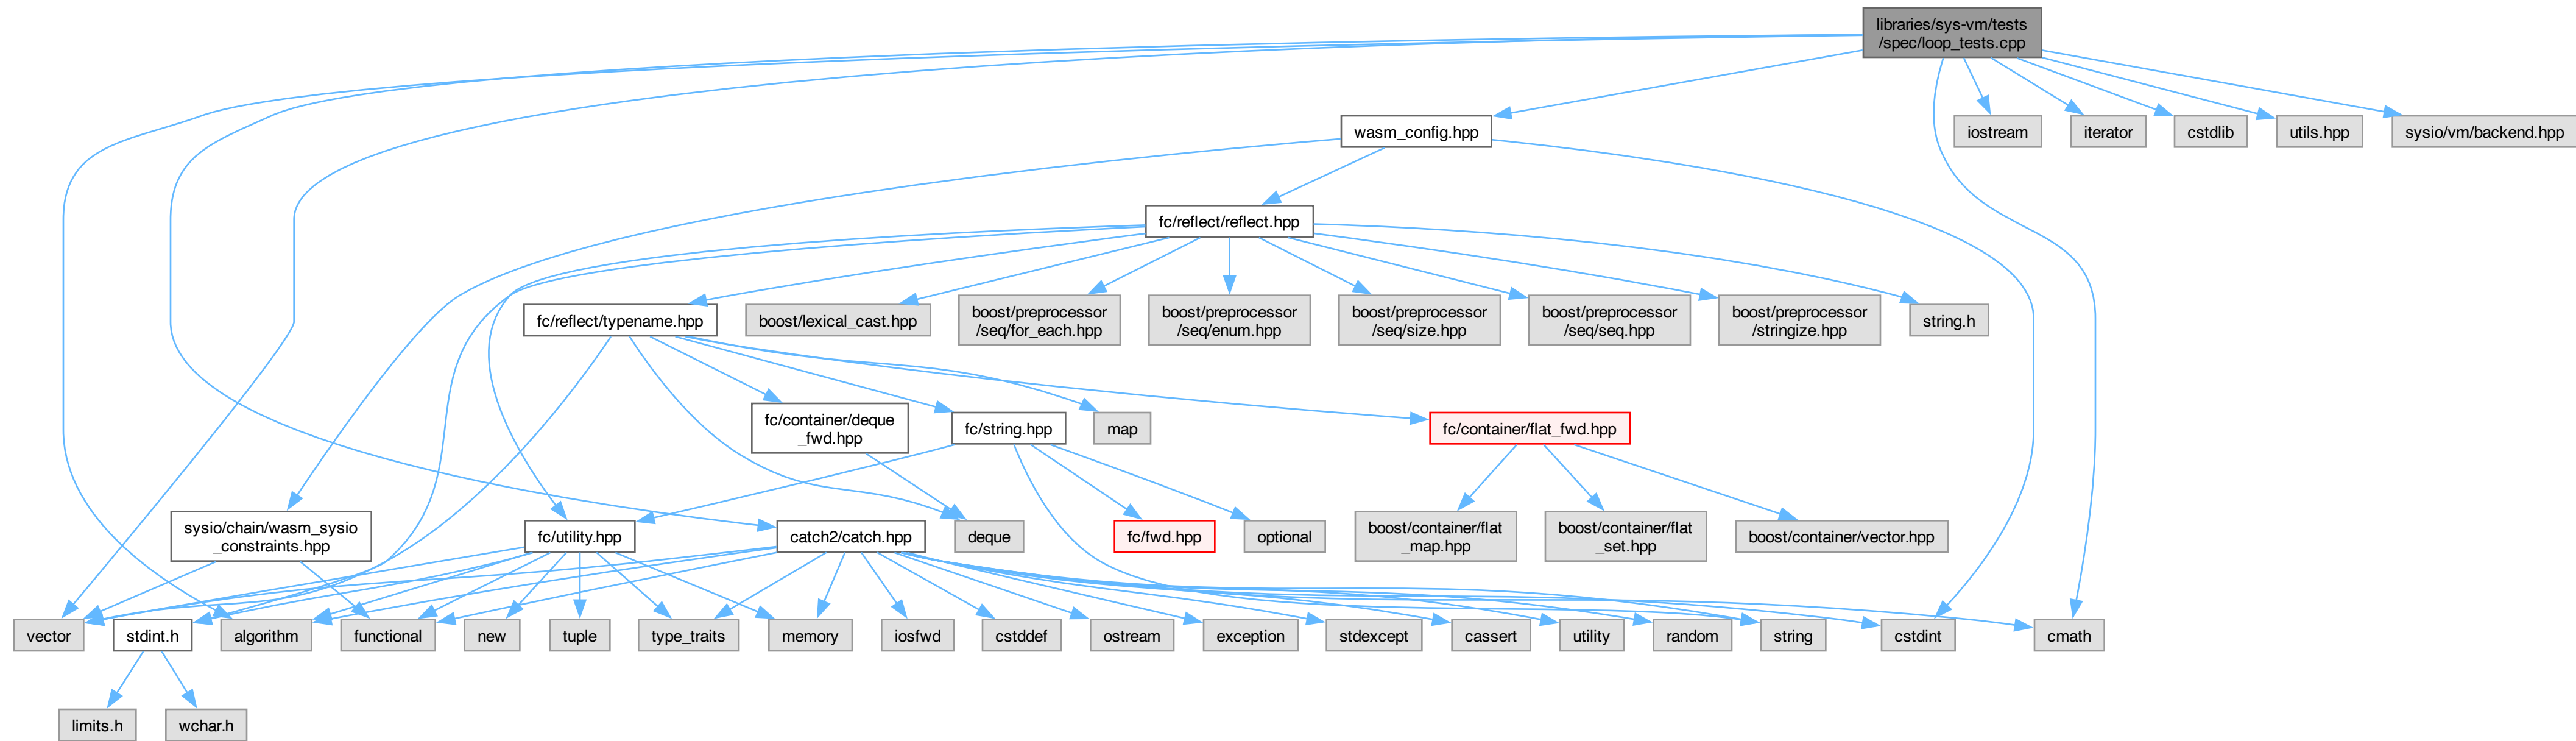 libraries/sys-vm/tests
/spec/loop_tests.cpp
wasm_config.hpp
iostream
iterator
cstdlib
utils.hpp
sysio/vm/backend.hpp
fc/reflect/reflect.hpp
fc/reflect/typename.hpp
boost/lexical_cast.hpp
boost/preprocessor
/seq/for_each.hpp
boost/preprocessor
/seq/enum.hpp
boost/preprocessor
/seq/size.hpp
boost/preprocessor
/seq/seq.hpp
boost/preprocessor
/stringize.hpp
string.h
fc/container/deque
_fwd.hpp
fc/string.hpp
map
fc/container/flat_fwd.hpp
sysio/chain/wasm_sysio
_constraints.hpp
fc/utility.hpp
catch2/catch.hpp
deque
fc/fwd.hpp
optional
boost/container/flat
_map.hpp
boost/container/flat
_set.hpp
boost/container/vector.hpp
vector
stdint.h
algorithm
functional
new
tuple
type_traits
memory
iosfwd
cstddef
ostream
exception
stdexcept
cassert
utility
random
string
cstdint
cmath
limits.h
wchar.h